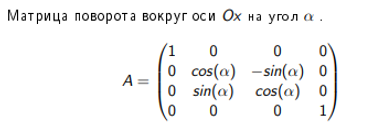 Матрица поворота вокруг оси Ox на угол α .
1 0 0 0
0 cos(α) −sin(α) 0
A =
0 sin(α) cos(α) 0
0 0 0 1